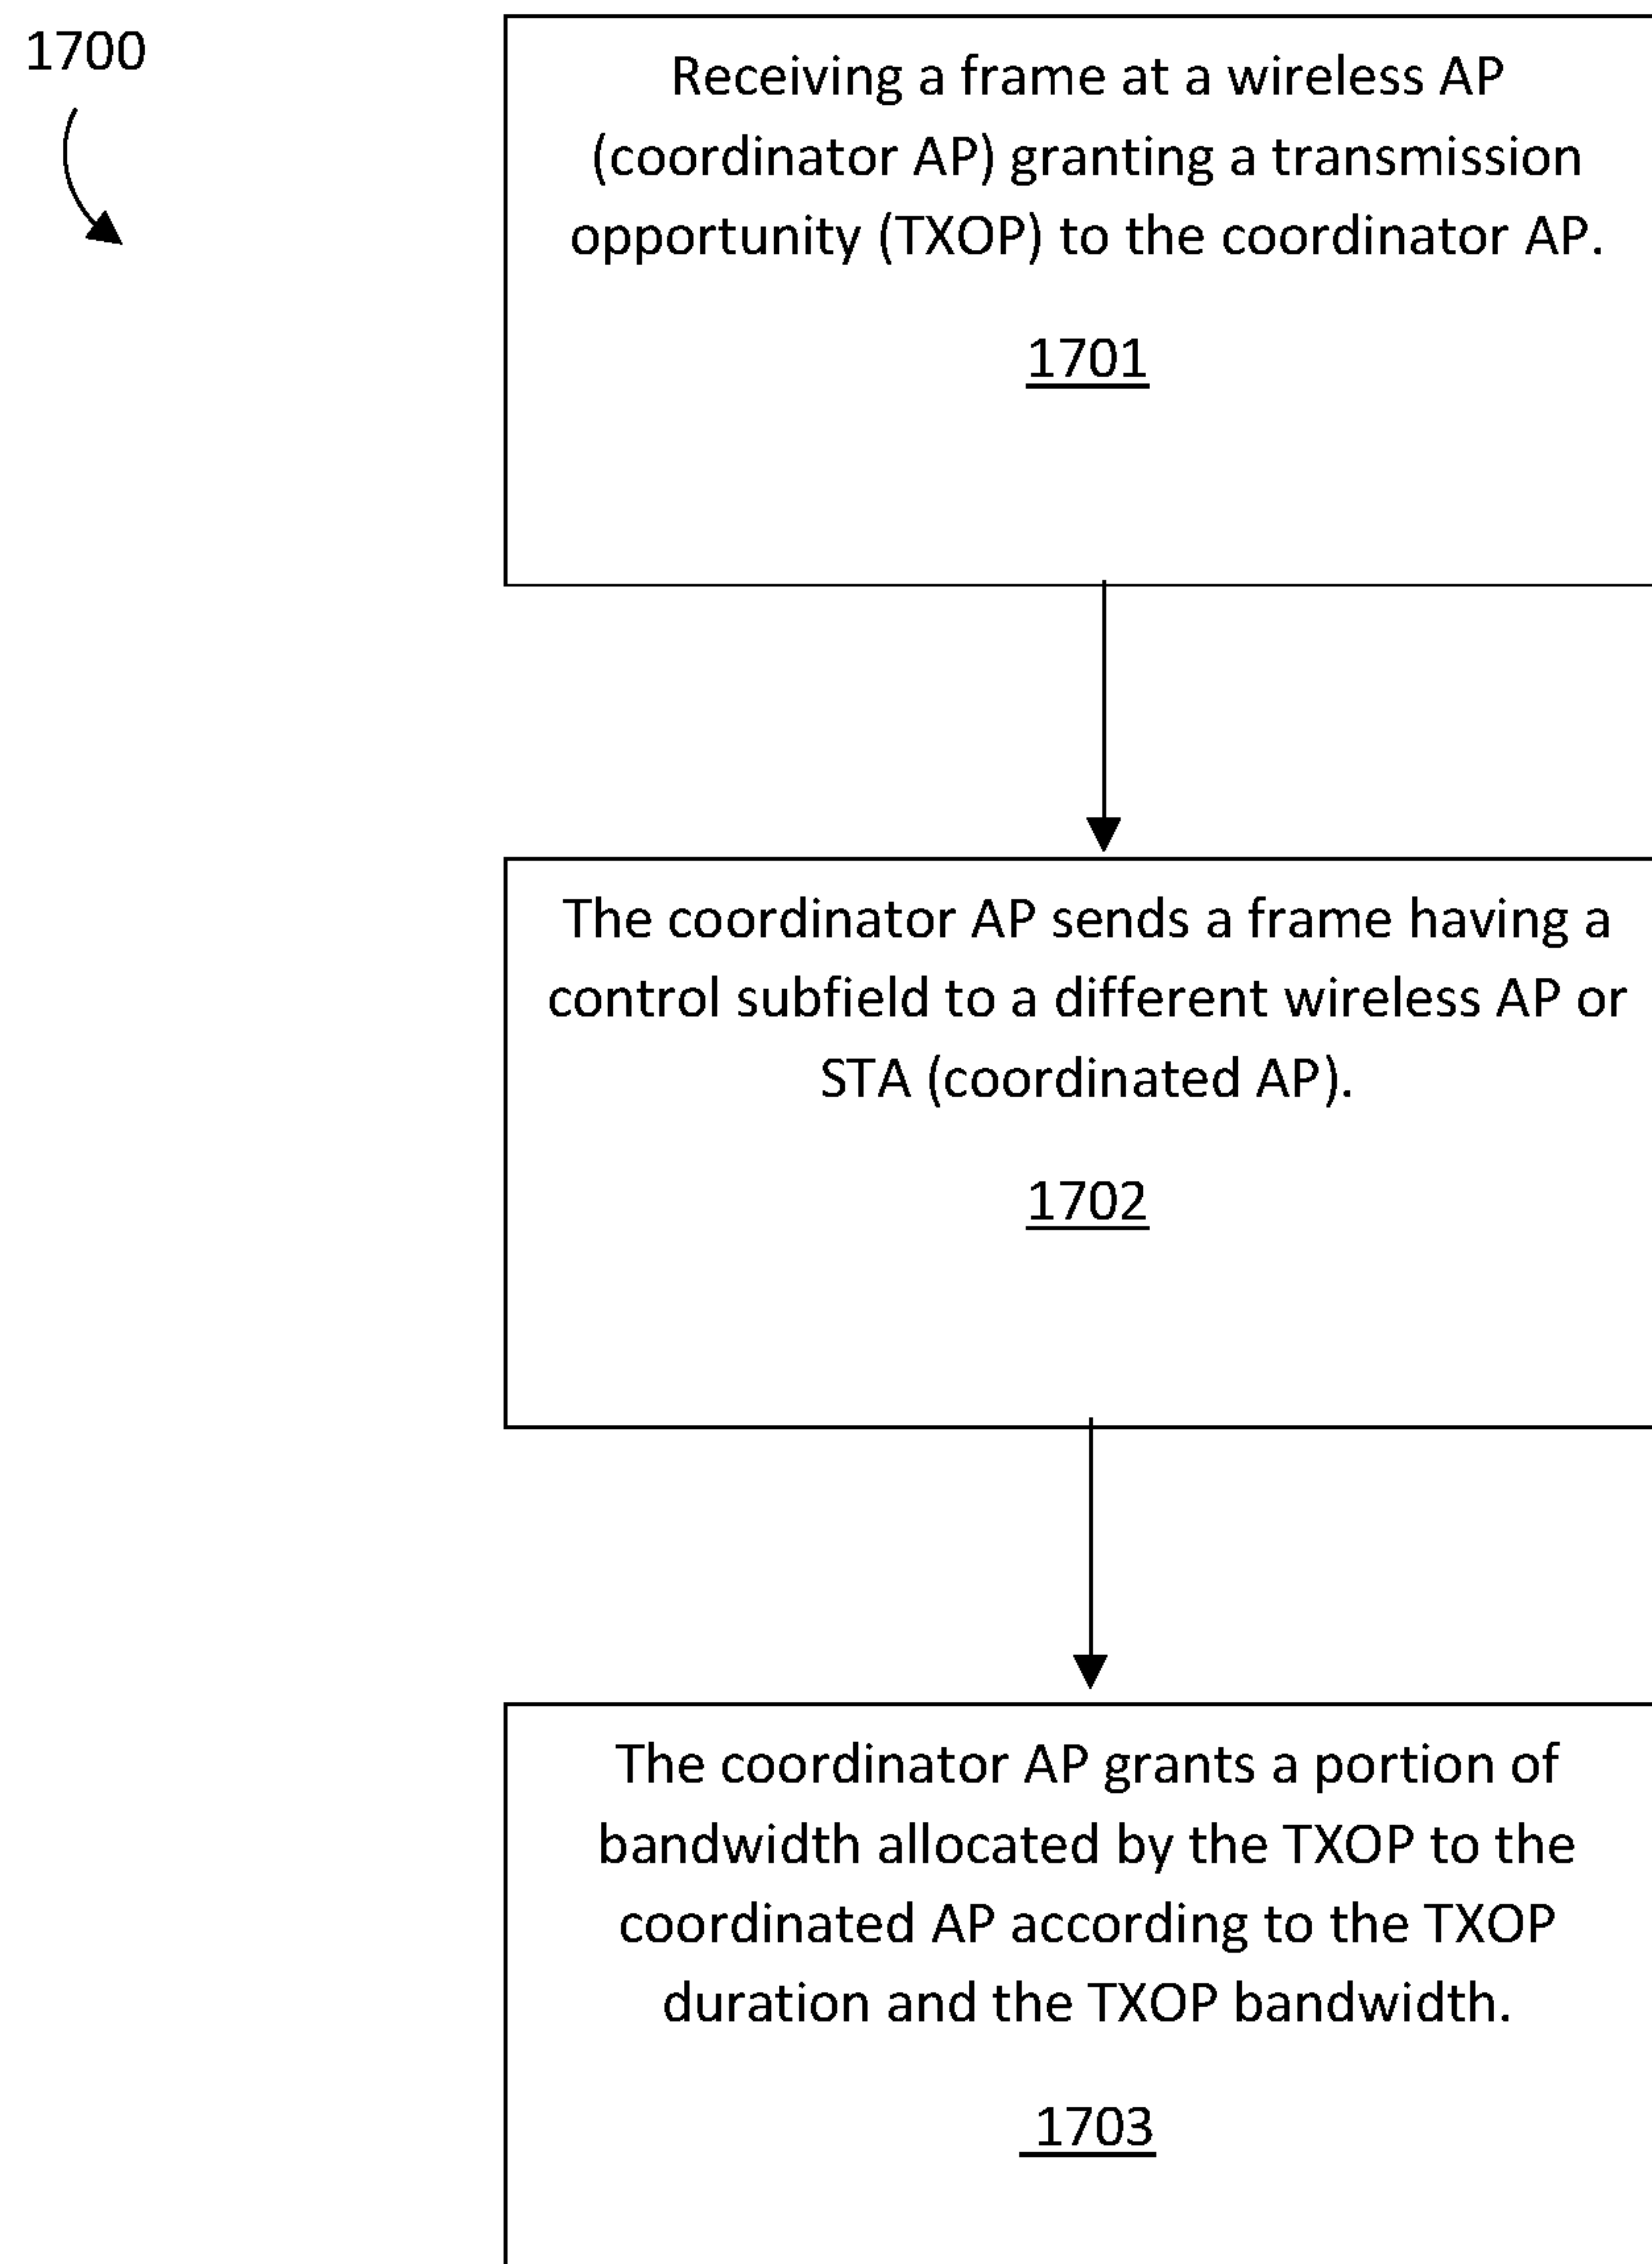 1700
Receiving a frame at a wireless AP
(coordinator AP) granting a transmission
opportunity (TXOP) to the coordinator AP.
1701
The coordinator AP sends a frame having a
control subfield to a different wireless AP or
STA (coordinated AP).
1702
The coordinator AP grants a portion of
bandwidth allocated by the TXOP to the
coordinated AP according to the TXOP
duration and the TXOP bandwidth.
1703